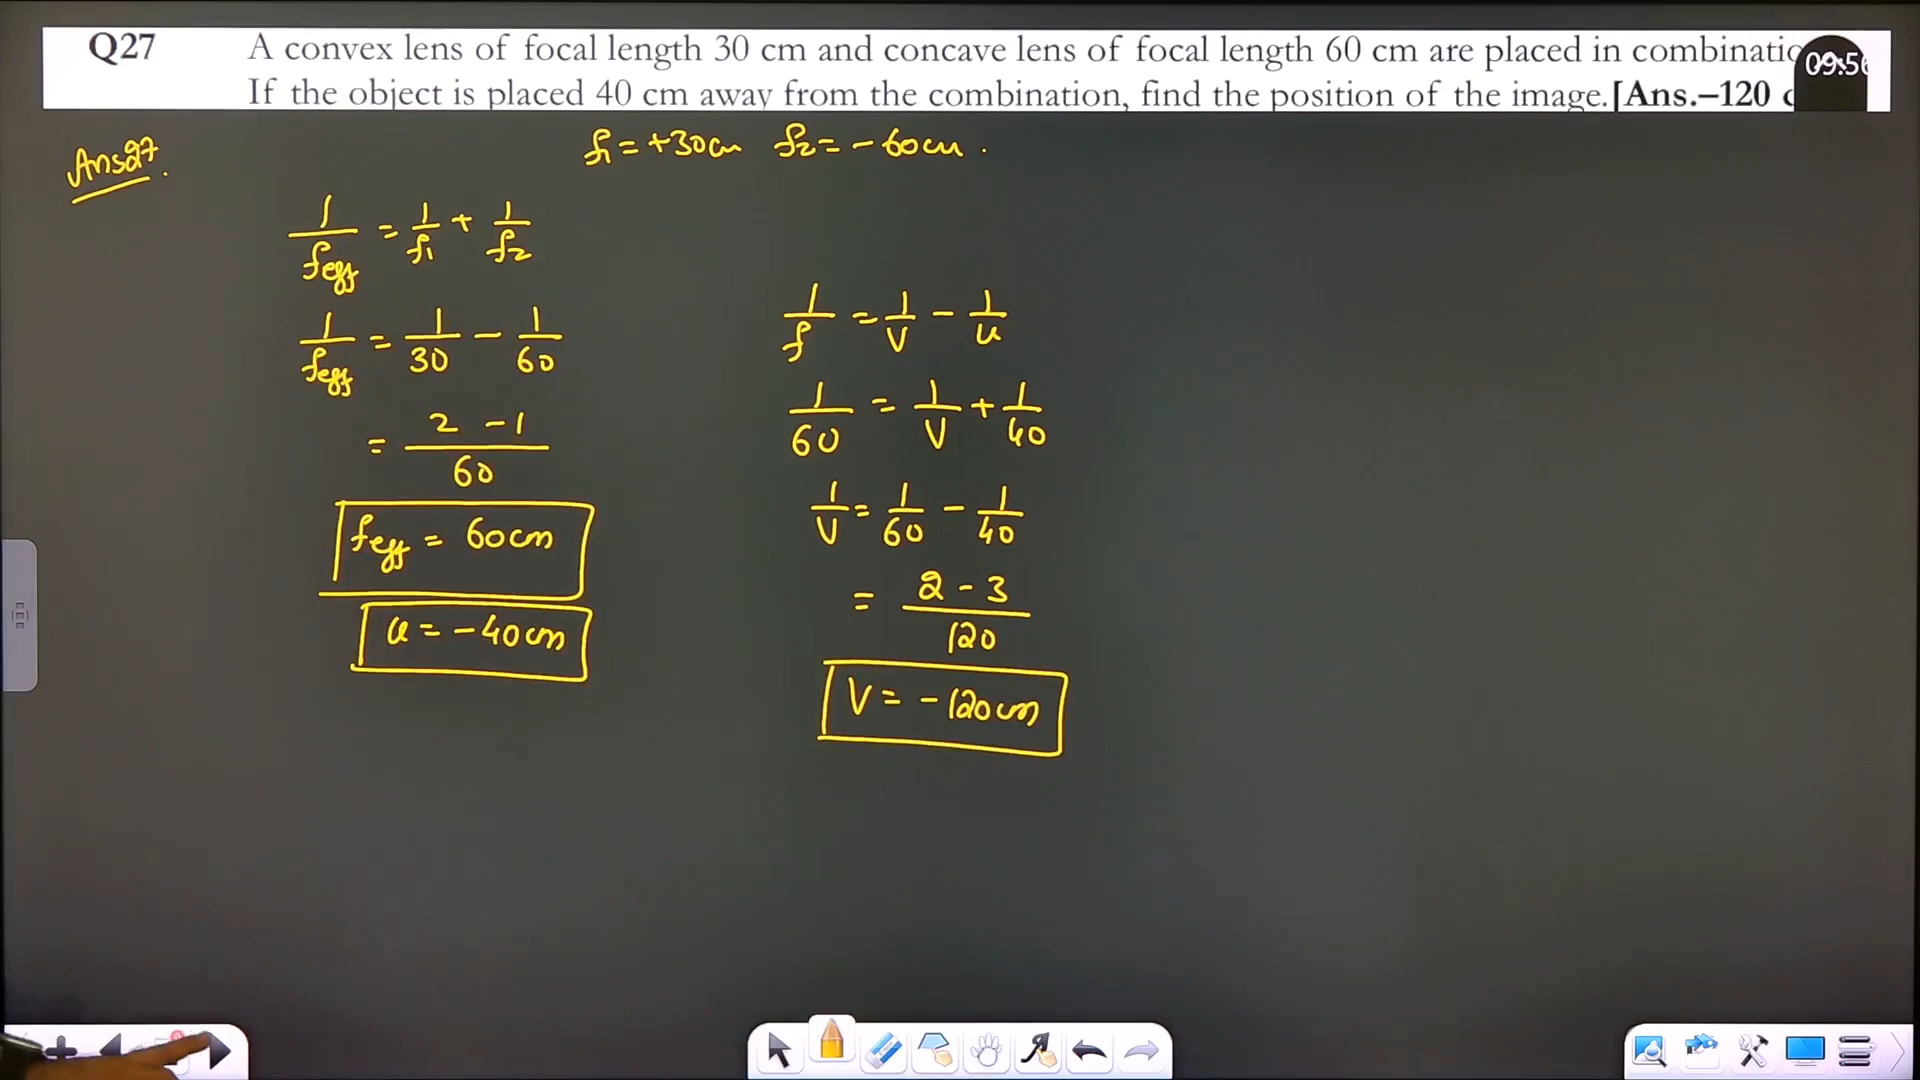 Q27 A convex lens of focal length 30 cm and concave lens of focal length 60 cm are placed in
09:56
If the object is placed 40 cm away from the combination, find the position of the image.[Ans.–120
Ans27.
f₁ = +30cm f₂ = -60cm.
1/feff = 1/f₁ + 1/f₂
1/feff = 1/30 - 1/60
= 2 - 1/60
feff = 60cm
u = -40cm
1/f = 1/V - 1/u
1/60 = 1/V + 1/40
1/V = 1/60 - 1/40
= 2 - 3/120
V = -120cm